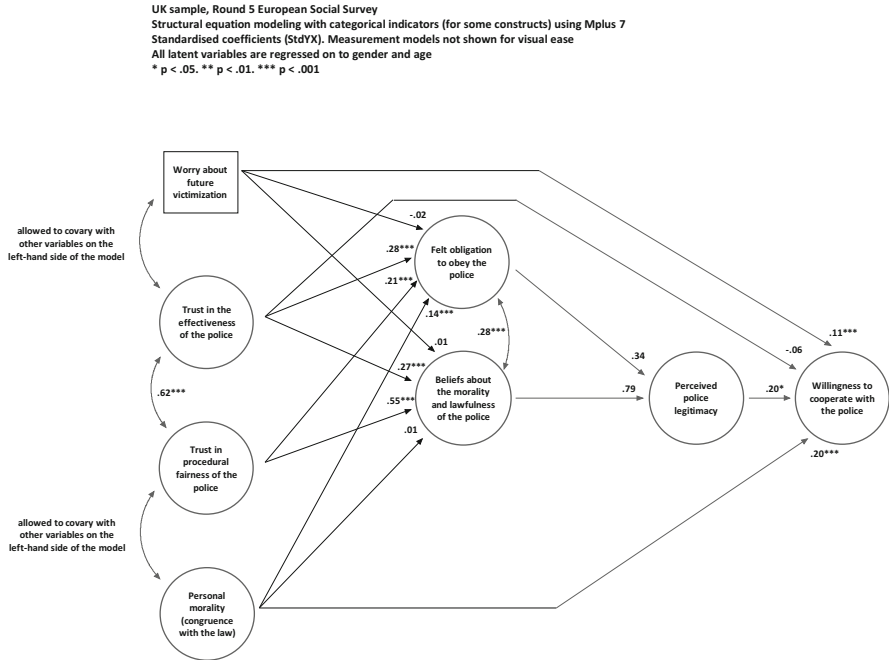 UK sample, Round 5 European Social Survey
Structural equation modeling with categorical indicators (for some constructs) using Mplus 7
Standardised coefficients (StdYX). Measurement models not shown for visual ease
All latent variables are regressed on to gender and age
* p < .05. ** p < .01. *** p < .001
Worry about
future
victimization
allowed to covary with
other variables on the
left-hand side of the model
Trust in the
effectiveness
of the police
.62***
Trust in
procedural
fairness of the
police
allowed to covary with
other variables on the
left-hand side of the model
Personal
morality
(congruence
with the law)
-.02
.28***
.21***
.14***
Felt obligation
to obey the
police
.28***
.01
.27***
.55***
.01
Beliefs about
the morality
and lawfulness
of the police
.34
.79
Perceived
police
legitimacy
.20*
.11***
-.06
Willingness to
cooperate with
the police
.20***